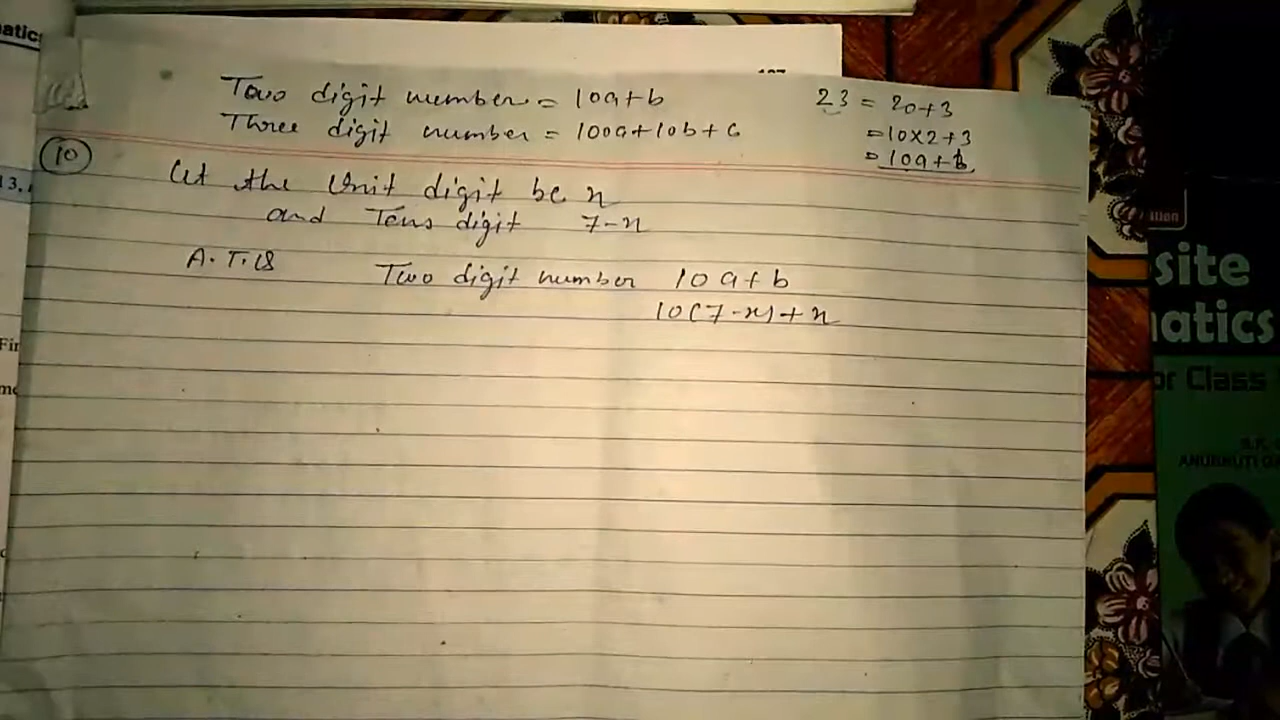 Two digit number = 10a+b
Three digit number = 100a+10b+c
23 = 20+3
=10×2+3
= 10a+b
10
Let the Unit digit be x
and Tens digit 7-x
A.T.Q
Two digit number 10a+b
10(7-x)+x
13.
site
atics
or Class